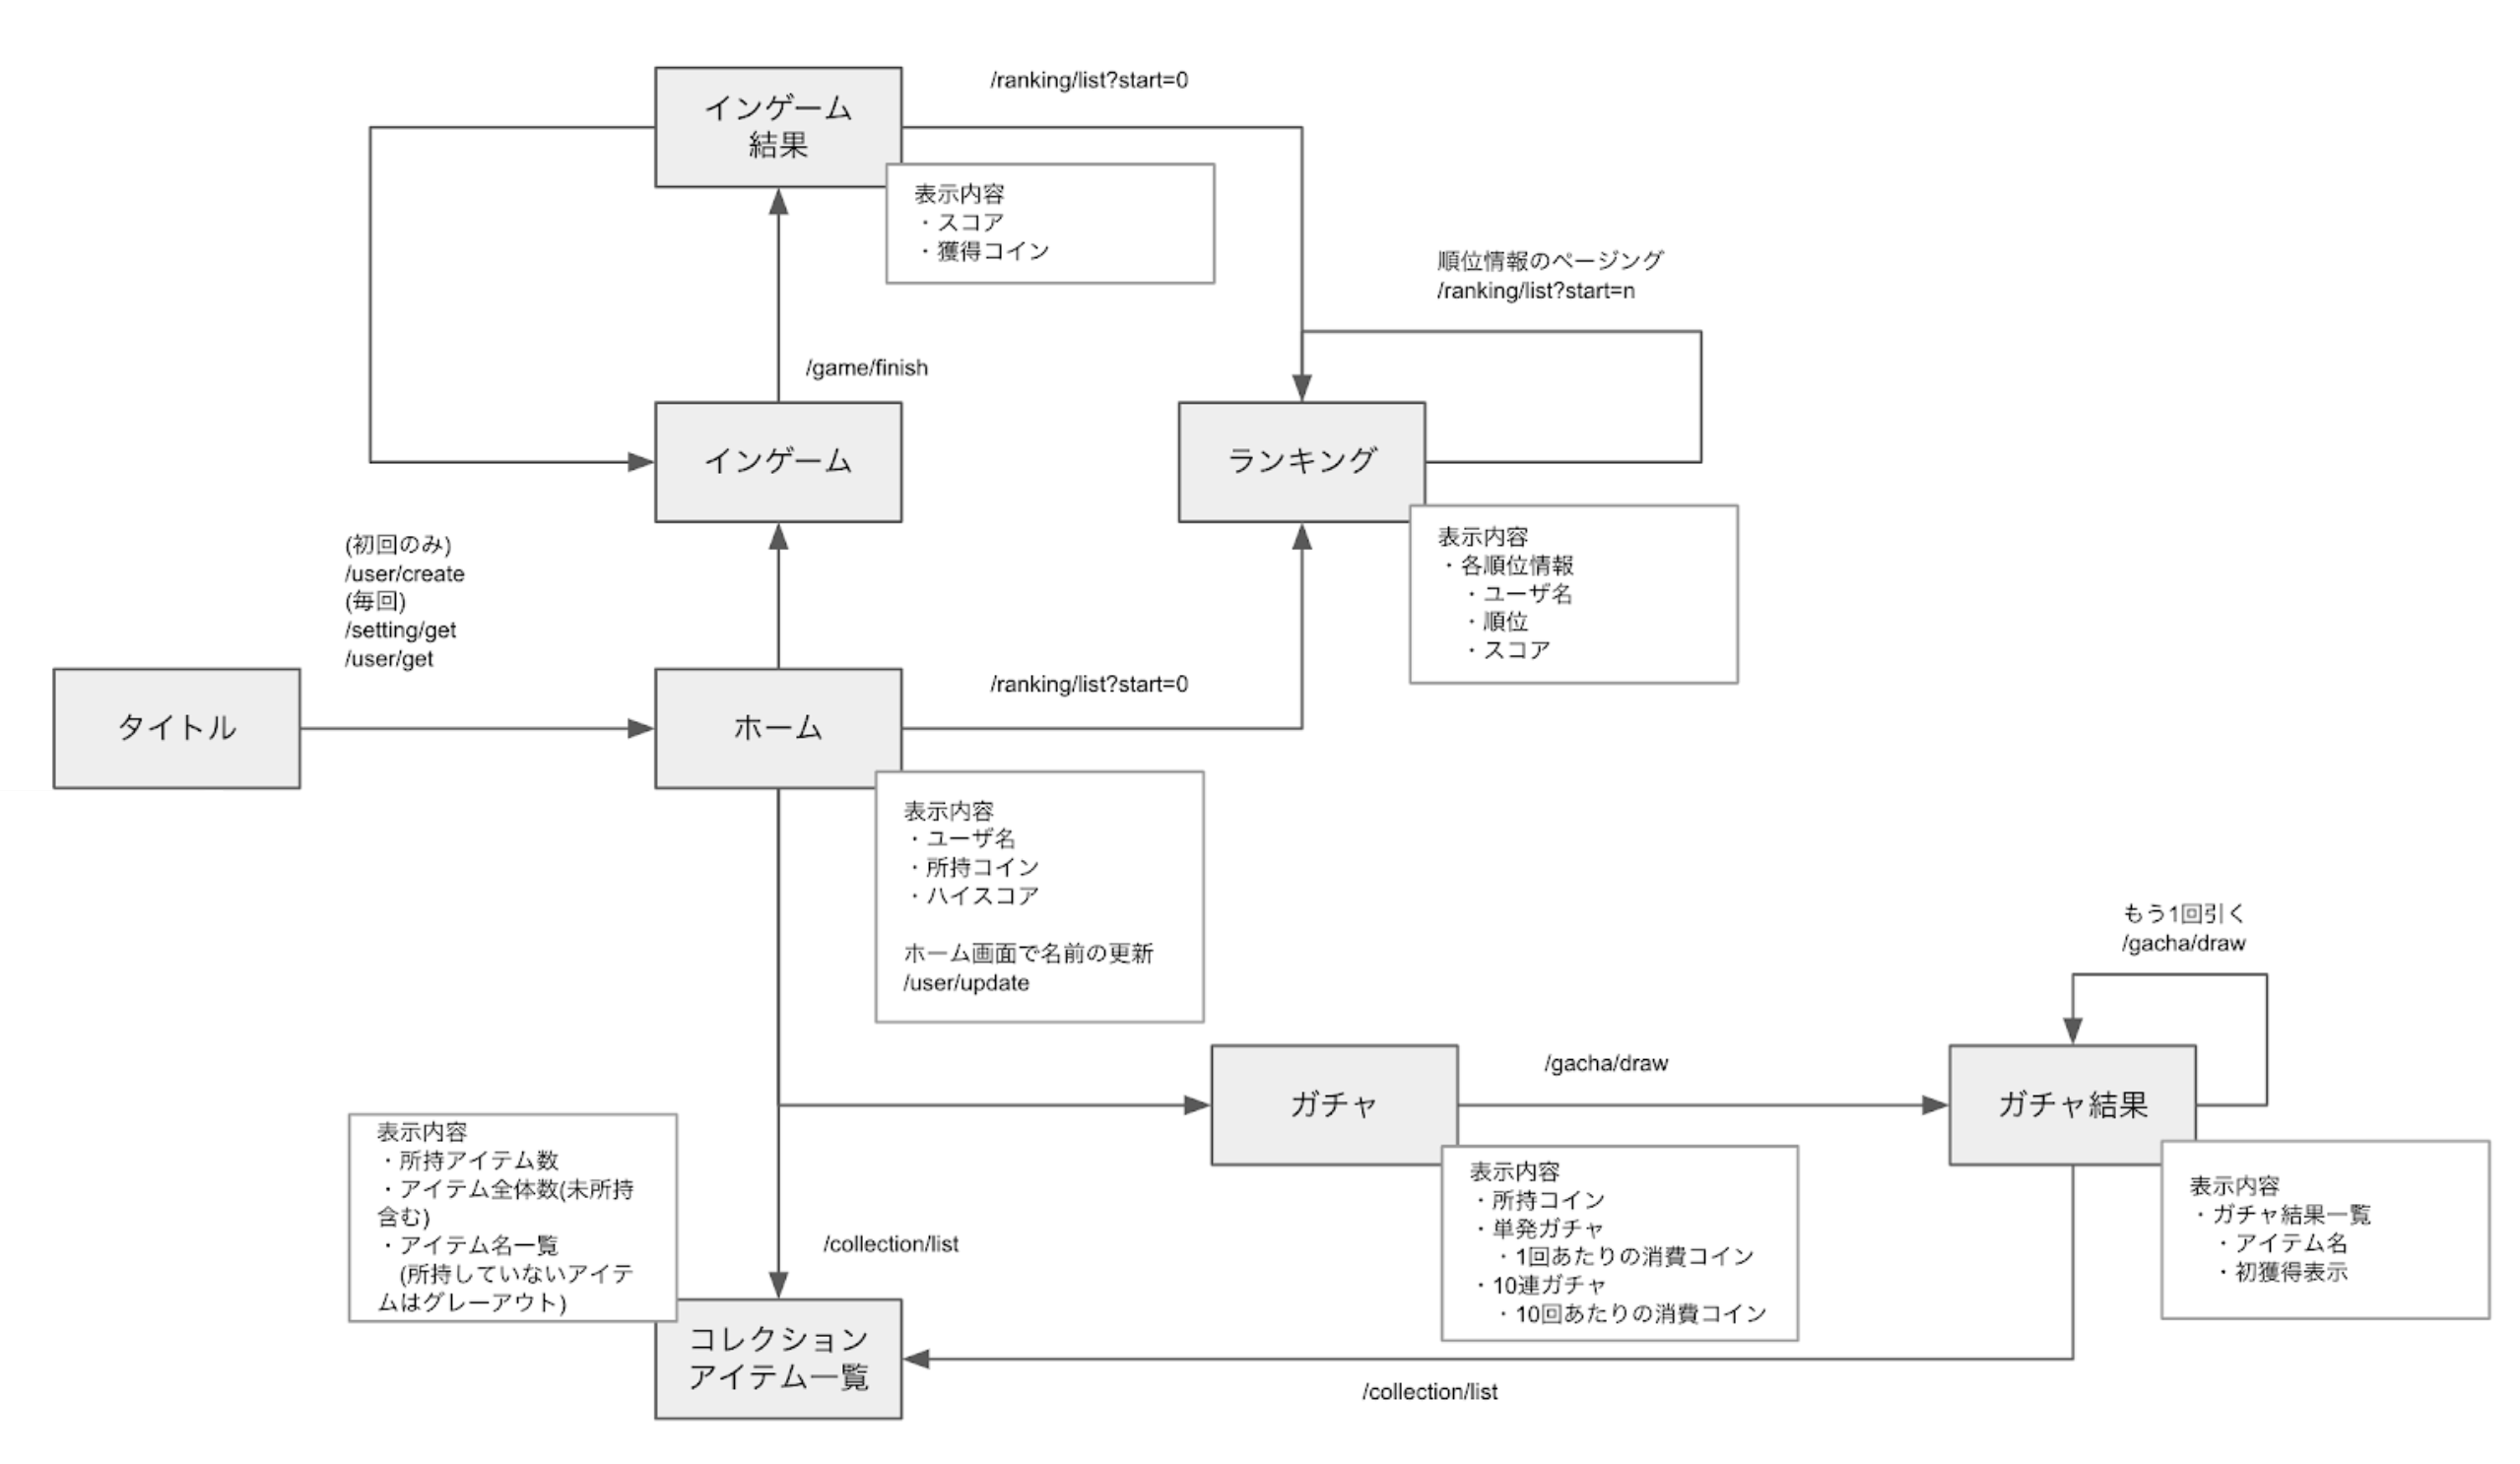 インゲーム
結果
/ranking/list?start=0
表示内容
・スコア
・獲得コイン
順位情報のページング
/ranking/list?start=n
/game/finish
インゲーム
ランキング
表示内容
・各順位情報
・ユーザ名
・順位
・スコア
(初回のみ)
/user/create
(毎回)
/setting/get
/user/get
タイトル
ホーム
/ranking/list?start=0
表示内容
・ユーザ名
・所持コイン
・ハイスコア
ホーム画面で名前の更新
/user/update
もう1回引く
/gacha/draw
ガチャ
/gacha/draw
ガチャ結果
表示内容
・所持コイン
・単発ガチャ
・1回あたりの消費コイン
・10連ガチャ
・10回あたりの消費コイン
表示内容
・ガチャ結果一覧
・アイテム名
・初獲得表示
表示内容
・所持アイテム数
・アイテム全体数(未所持
含む)
・アイテム名一覧
(所持していないアイテ
ムはグレーアウト)
/collection/list
コレクション
アイテム一覧
/collection/list